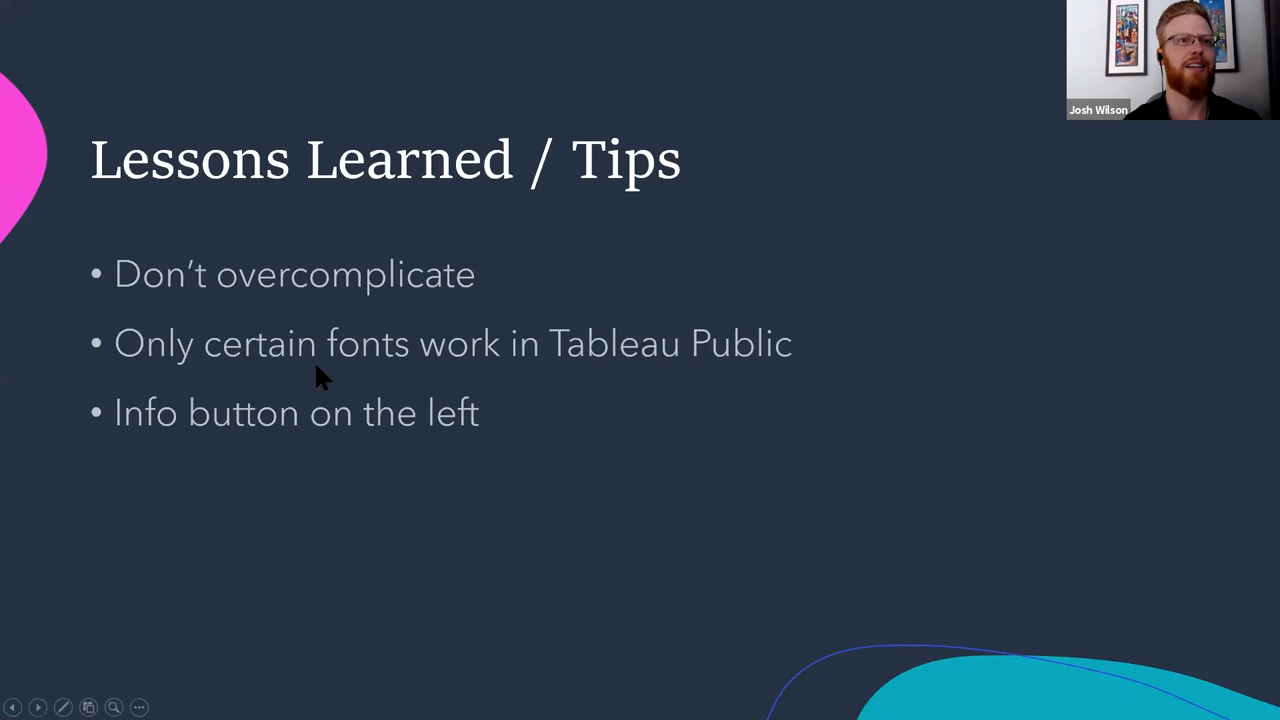 Josh Wilson
Lessons Learned / Tips
• Don’t overcomplicate
• Only certain fonts work in Tableau Public
• Info button on the left